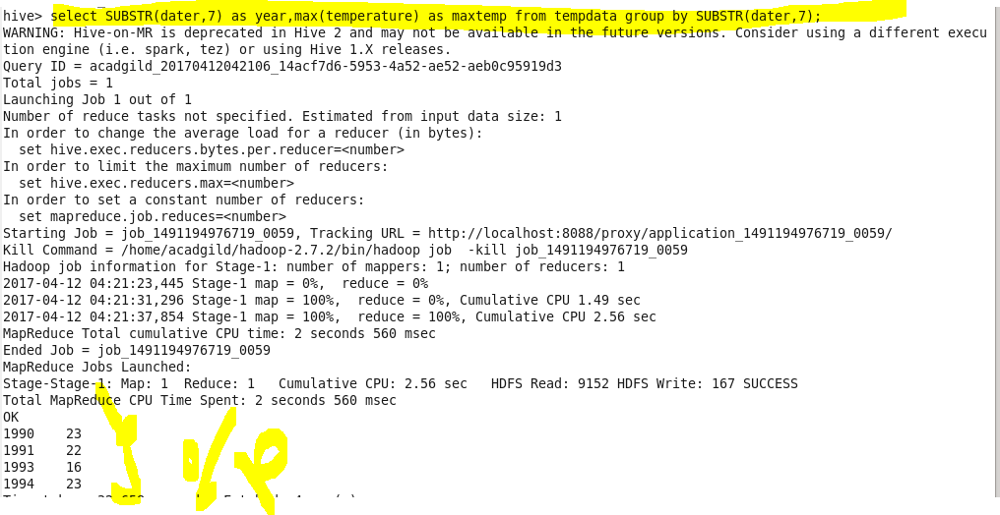 hive> select SUBSTR(dater,7) as year,max(temperature) as maxtemp from tempdata group by SUBSTR(dater,7);
WARNING: Hive-on-MR is deprecated in Hive 2 and may not be available in the future versions. Consider using a different execu
tion engine (i.e. spark, tez) or using Hive 1.X releases.
Query ID = acadgild_20170412042106_14acf7d6-5953-4a52-ae52-aeb0c95919d3
Total jobs = 1
Launching Job 1 out of 1
Number of reduce tasks not specified. Estimated from input data size: 1
In order to change the average load for a reducer (in bytes):
  set hive.exec.reducers.bytes.per.reducer=<number>
In order to limit the maximum number of reducers:
  set hive.exec.reducers.max=<number>
In order to set a constant number of reducers:
  set mapreduce.job.reduces=<number>
Starting Job = job_1491194976719_0059, Tracking URL = http://localhost:8088/proxy/application_1491194976719_0059/
Kill Command = /home/acadgild/hadoop-2.7.2/bin/hadoop job  -kill job_1491194976719_0059
Hadoop job information for Stage-1: number of mappers: 1; number of reducers: 1
2017-04-12 04:21:23,445 Stage-1 map = 0%,  reduce = 0%
2017-04-12 04:21:31,296 Stage-1 map = 100%,  reduce = 0%, Cumulative CPU 1.49 sec
2017-04-12 04:21:37,854 Stage-1 map = 100%,  reduce = 100%, Cumulative CPU 2.56 sec
MapReduce Total cumulative CPU time: 2 seconds 560 msec
Ended Job = job_1491194976719_0059
MapReduce Jobs Launched:
Stage-Stage-1: Map: 1  Reduce: 1   Cumulative CPU: 2.56 sec   HDFS Read: 9152 HDFS Write: 167 SUCCESS
Total MapReduce CPU Time Spent: 2 seconds 560 msec
OK
1990    23
1991    22
1993    16
1994    23
o/p